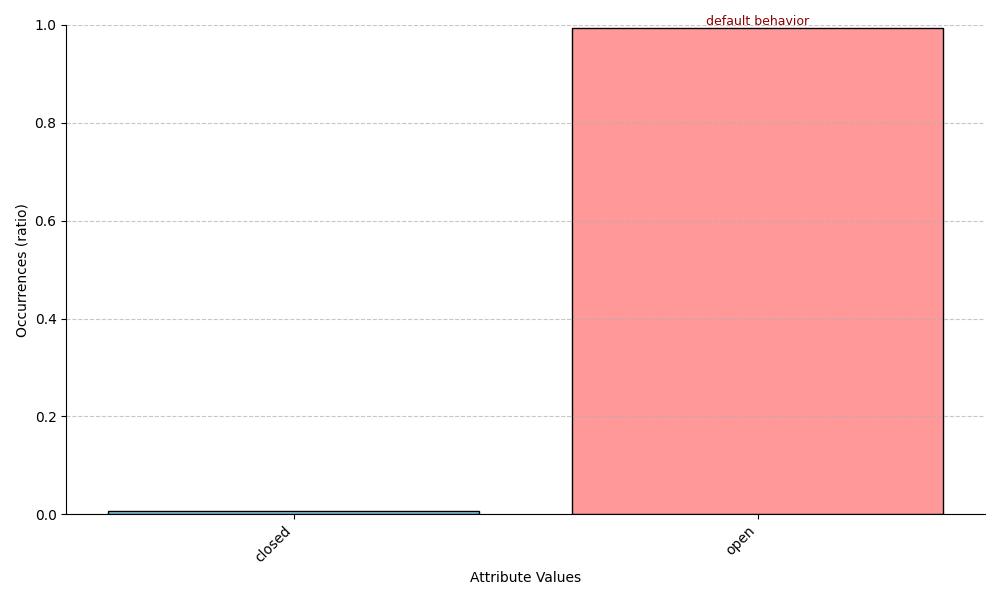 default behavior
1.0
0.8
0.6
0.4
0.2
0.0
Occurrences (ratio)
closed
open
Attribute Values